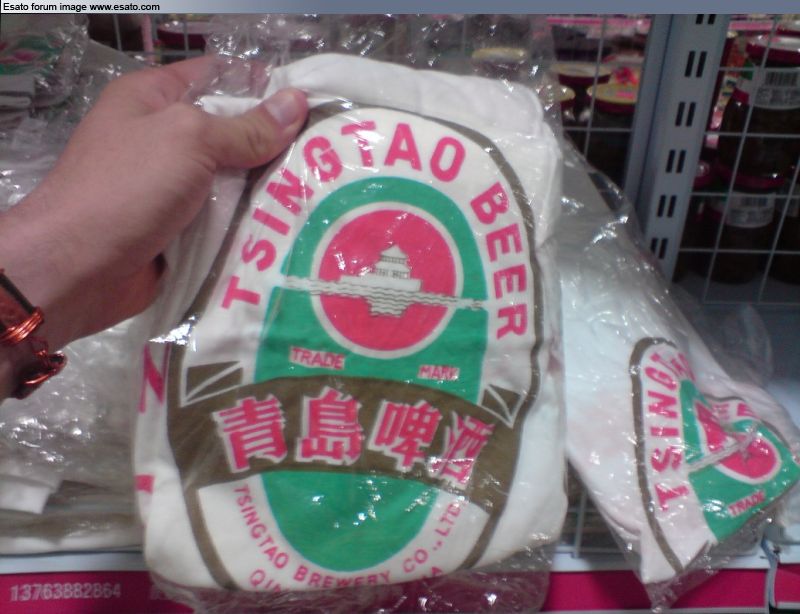 Esato forum image www.esato.com
TSINGTAO BEER
TRADE MARK
青島啤酒
TSINGTAO BREWERY CO., LTD.
TSING
TRADE
13763882864